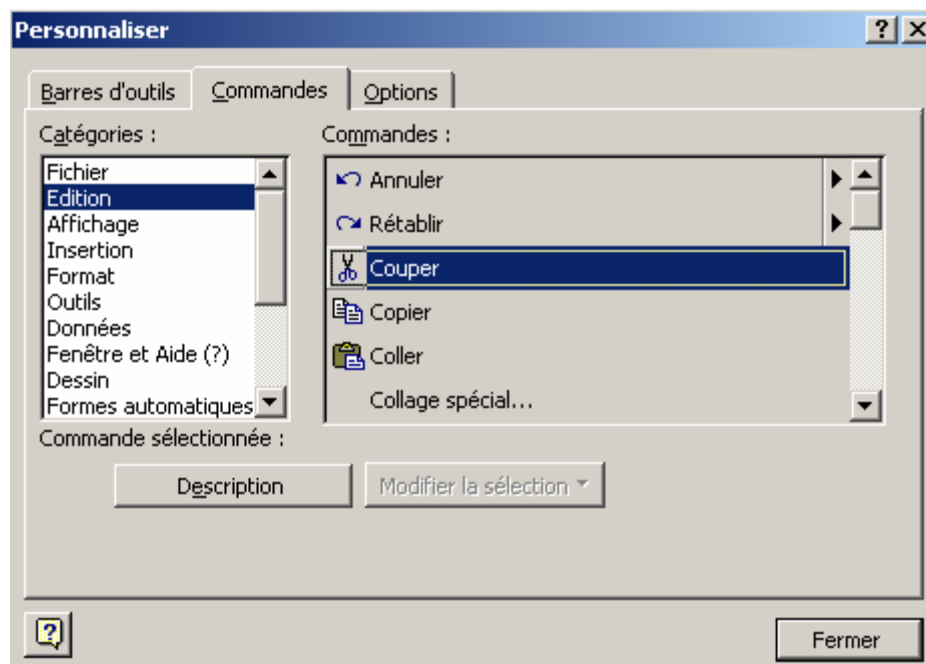 Personnaliser
Barres d'outils Commandes Options
Catégories :
Fichier
Edition
Affichage
Insertion
Format
Outils
Données
Fenêtre et Aide (?)
Dessin
Formes automatiques
Commandes :
Annuler
Rétablir
Couper
Copier
Coller
Collage spécial...
Commande sélectionnée :
Description Modifier la sélection
Fermer